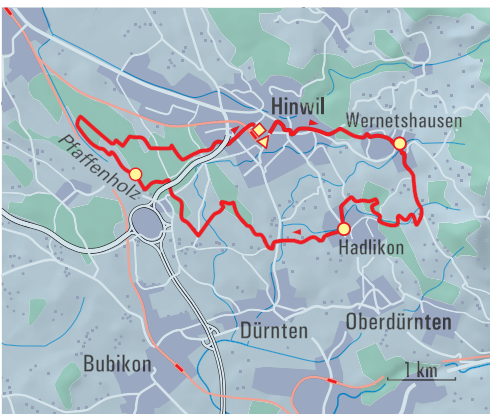 Hinwil
Wernetshausen
Pfaffenholz
Hadlikon
Dürnten
Oberdürnten
Bubikon
1 km